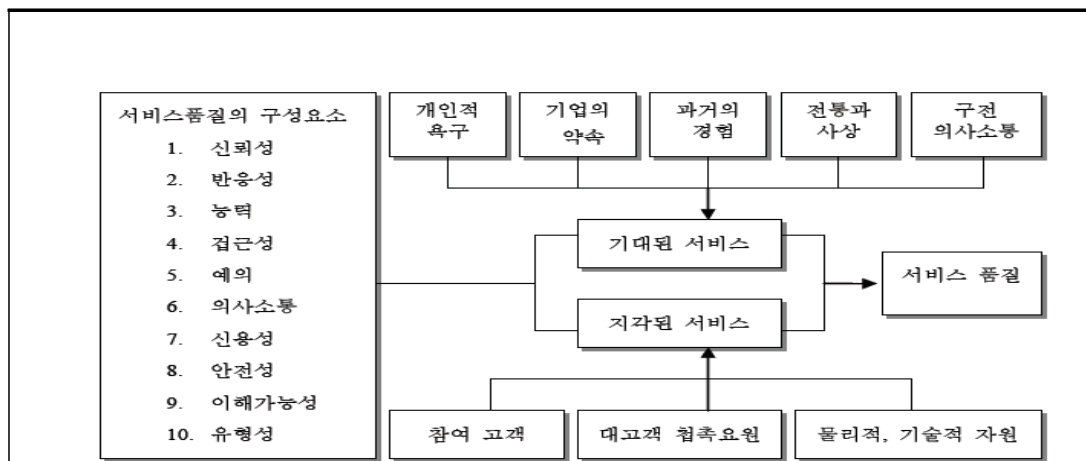 서비스품질의 구성요소
1. 신뢰성
2. 반응성
3. 능력
4. 접근성
5. 예의
6. 의사소통
7. 신용성
8. 안전성
9. 이해가능성
10. 유형성
개인적
욕구
기업의
약속
과거의
경험
전통과
사상
구전
의사소통
기대된 서비스
지각된 서비스
서비스 품질
참여 고객
대고객 접촉요원
물리적, 기술적 자원